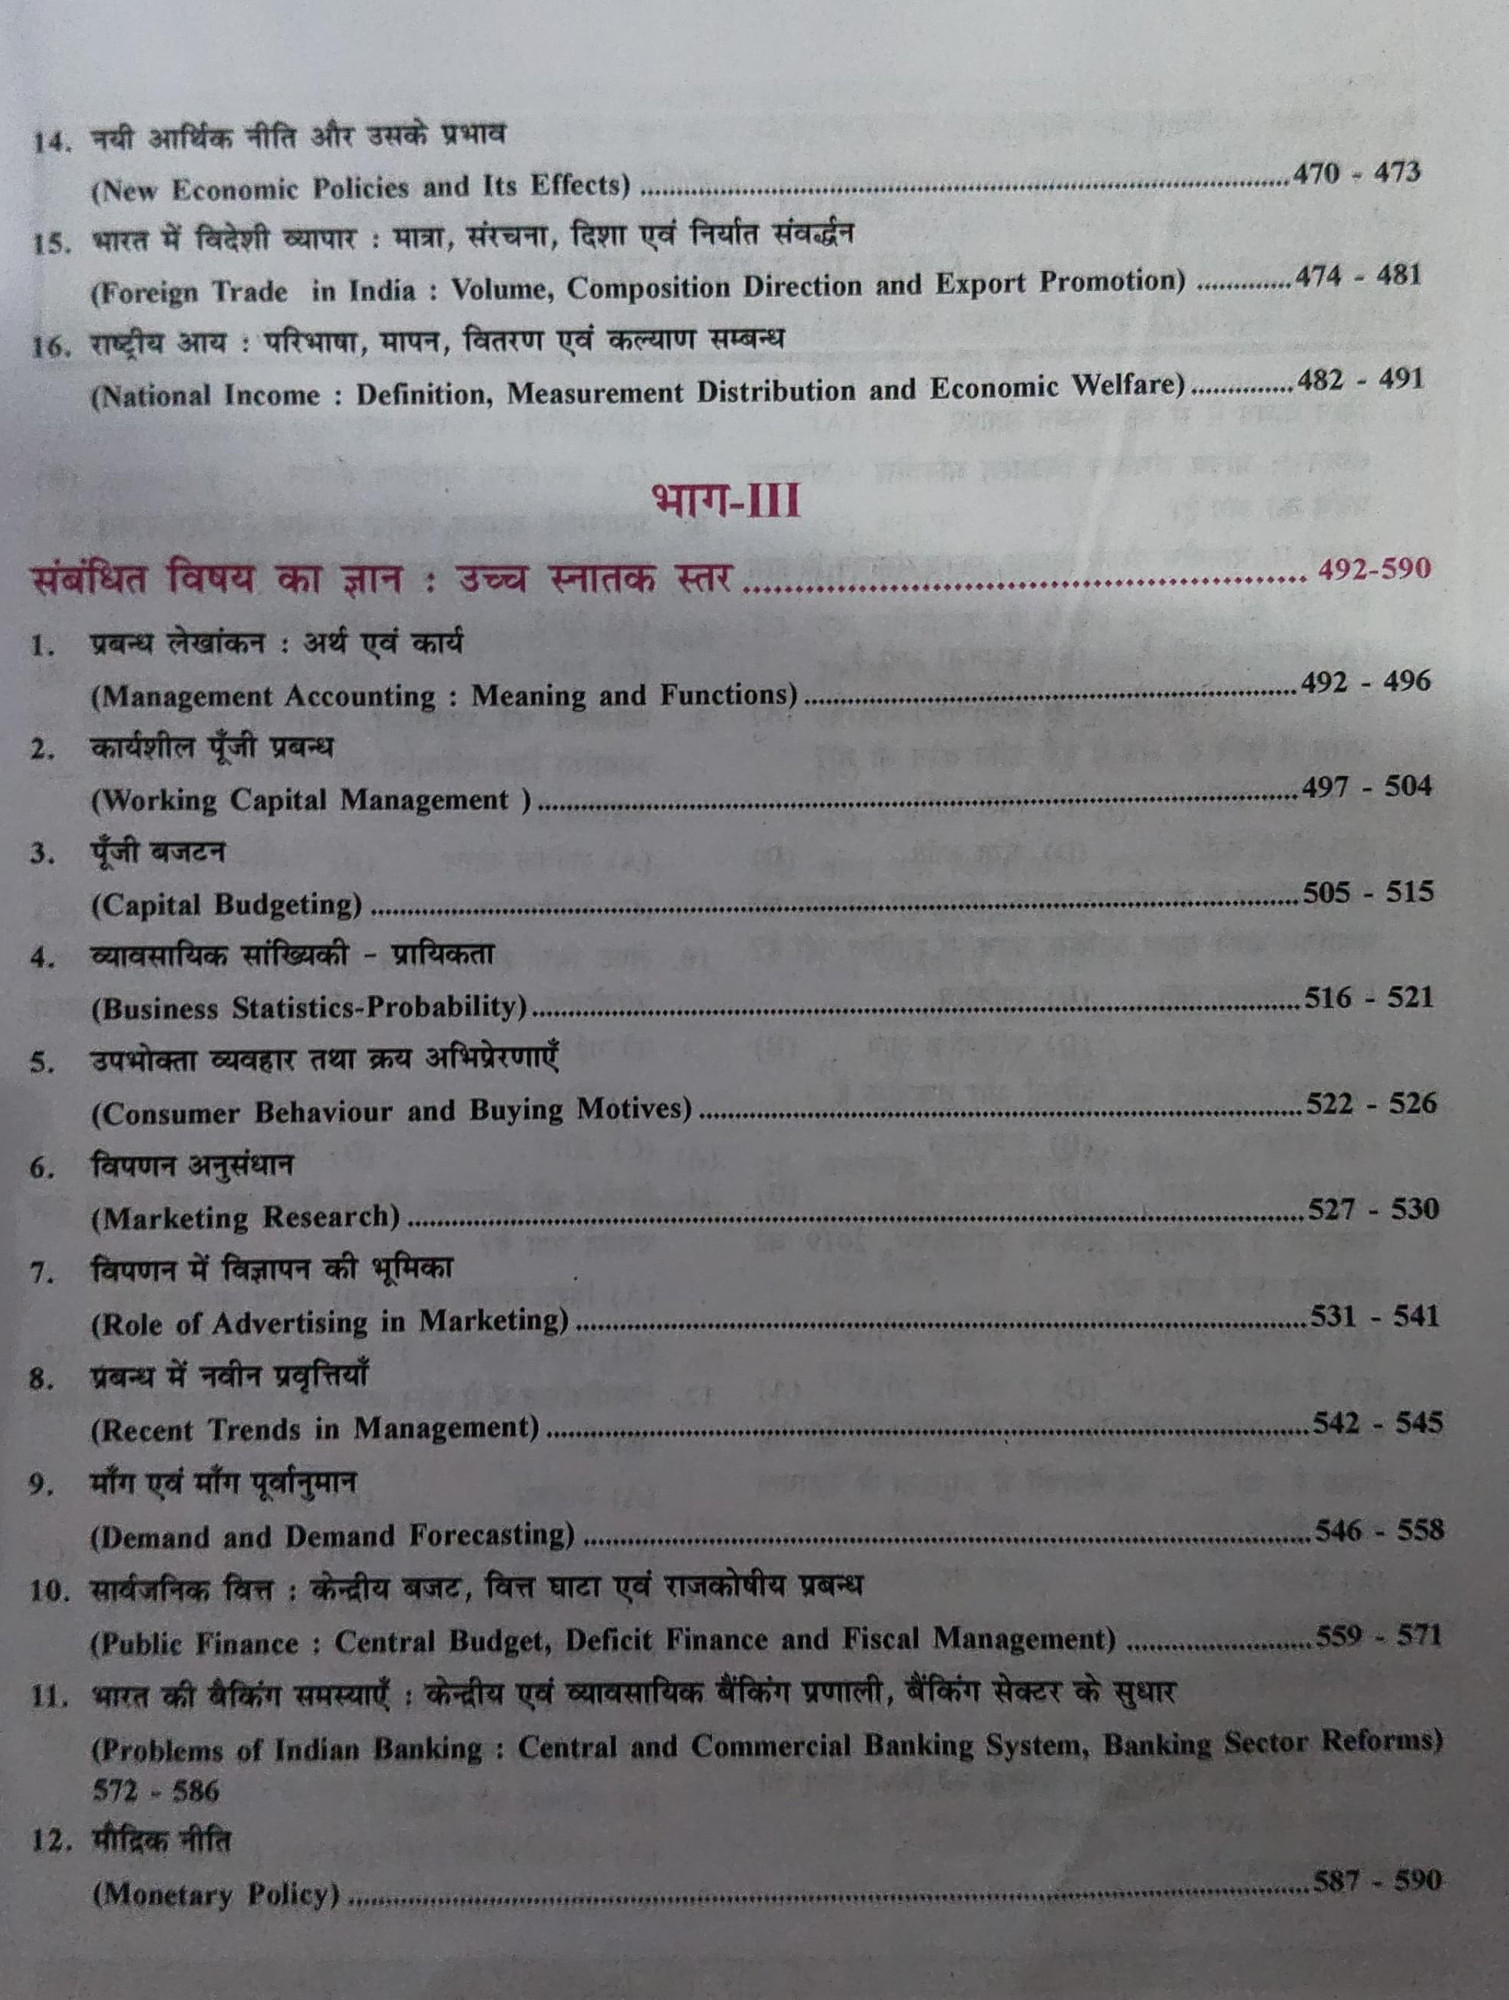 14. नयी आर्थिक नीति और उसके प्रभाव
(New Economic Policies and Its Effects) ........................................470 - 473
15. भारत में विदेशी व्यापार : मात्रा, संरचना, दिशा एवं निर्यात संवर्द्धन
(Foreign Trade in India : Volume, Composition Direction and Export Promotion) .............474 - 481
16. राष्ट्रीय आय : परिभाषा, मापन, वितरण एवं कल्याण सम्बन्ध
(National Income : Definition, Measurement Distribution and Economic Welfare)..............482 - 491
भाग-III
संबंधित विषय का ज्ञान : उच्च स्नातक स्तर ........................................ 492-590
1. प्रबन्ध लेखांकन : अर्थ एवं कार्य
(Management Accounting : Meaning and Functions)........................................492 - 496
2. कार्यशील पूँजी प्रबन्ध
(Working Capital Management )........................................497 - 504
3. पूँजी बजटन
(Capital Budgeting) ........................................505 - 515
4. व्यावसायिक सांख्यिकी - प्रायिकता
(Business Statistics-Probability)........................................516 - 521
5. उपभोक्ता व्यवहार तथा क्रय अभिप्रेरणाएँ
(Consumer Behaviour and Buying Motives)........................................522 - 526
6. विपणन अनुसंधान
(Marketing Research)........................................527 - 530
7. विपणन में विज्ञापन की भूमिका
(Role of Advertising in Marketing)........................................531 - 541
8. प्रबन्ध में नवीन प्रवृत्तियाँ
(Recent Trends in Management)........................................542 - 545
9. माँग एवं माँग पूर्वानुमान
(Demand and Demand Forecasting) ........................................546 - 558
10. सार्वजनिक वित्त : केन्द्रीय बजट, वित्त घाटा एवं राजकोषीय प्रबन्ध
(Public Finance : Central Budget, Deficit Finance and Fiscal Management) .........................559 - 571
11. भारत की बैकिंग समस्याएँ : केन्द्रीय एवं व्यावसायिक बैंकिंग प्रणाली, बैंकिंग सेक्टर के सुधार
(Problems of Indian Banking : Central and Commercial Banking System, Banking Sector Reforms)
572 - 586
12. मौद्रिक नीति
(Monetary Policy)........................................587 - 590